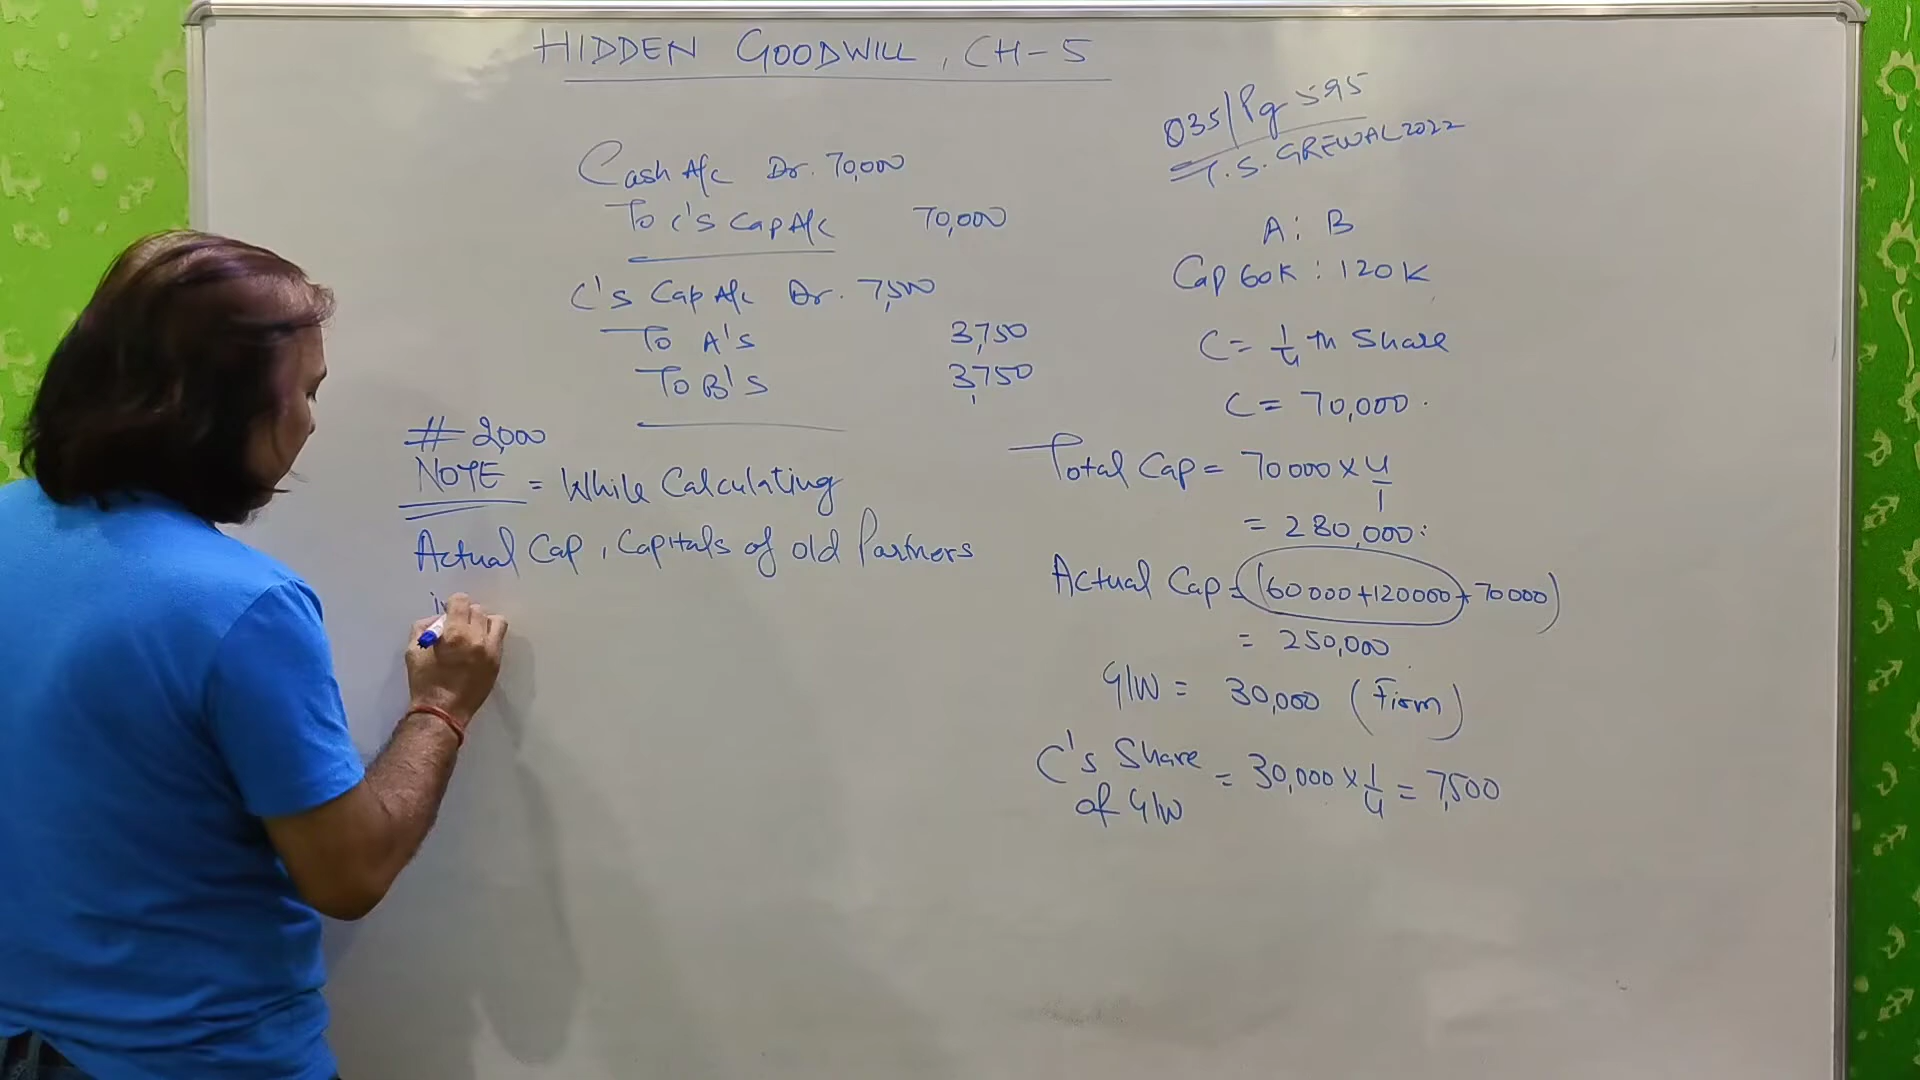 HIDDEN GOODWILL, CH-5
Cash A/c Dr. 70,000
To C's Cap A/c 70,000
C's Cap A/c Dr. 7,500
To A's 3,750
To B's 3,750
# 2,000
NOTE = While Calculating
Actual Cap, Capitals of old Partners
Q35/Pg 595
T.S. GREWAL 2022
A : B
Cap 60K : 120K
C = 1/4 th Share
C = 70,000.
Total Cap = 70000 × 4/1
= 280,000.
Actual Cap = (60000+120000+70000)
= 250,000
G/W = 30,000 (Firm)
C's Share of G/W = 30,000 × 1/4 = 7,500